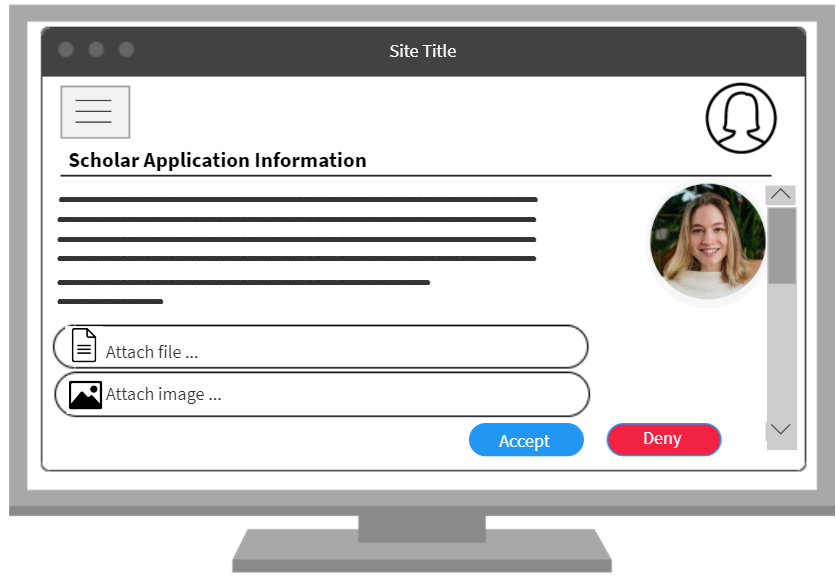 Site Title
Scholar Application Information
Attach file ...
Attach image ...
Accept
Deny